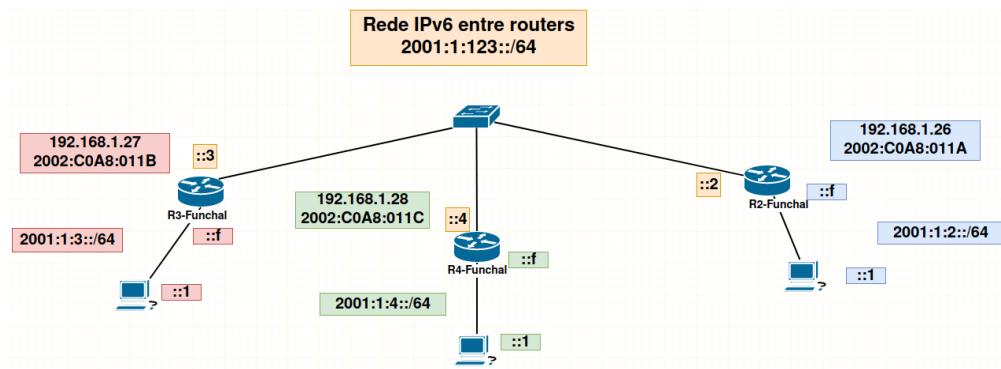 Rede IPv6 entre routers
2001:1:123::/64
192.168.1.27
2002:C0A8:011B
::3
R3-Funchal
::f
2001:1:3::/64
::1
192.168.1.28
2002:C0A8:011C
::4
R4-Funchal
::f
2001:1:4::/64
::1
192.168.1.26
2002:C0A8:011A
::2
R2-Funchal
::f
2001:1:2::/64
::1
?
?
?